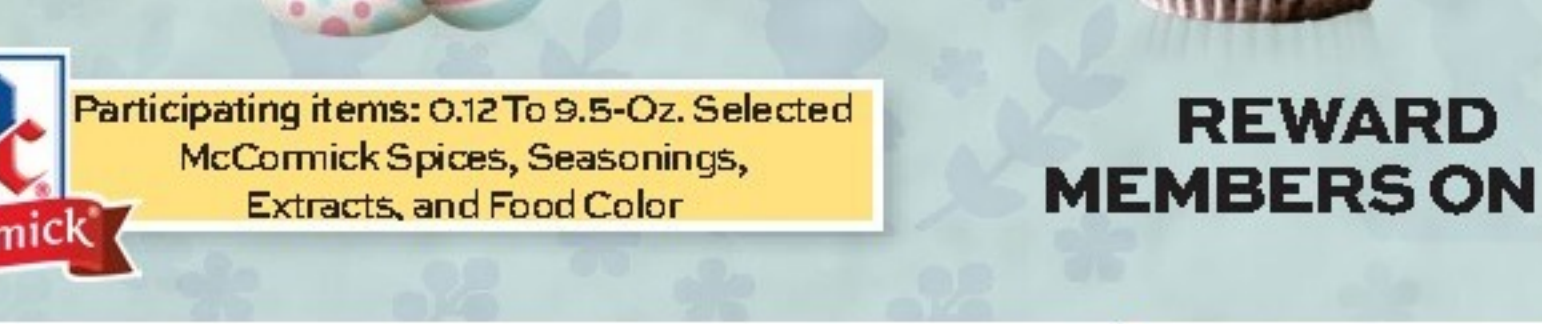 Participating items: 0.12 To 9.5-Oz. Selected
McCormick Spices, Seasonings,
Extracts, and Food Color
REWARD
MEMBERS ON